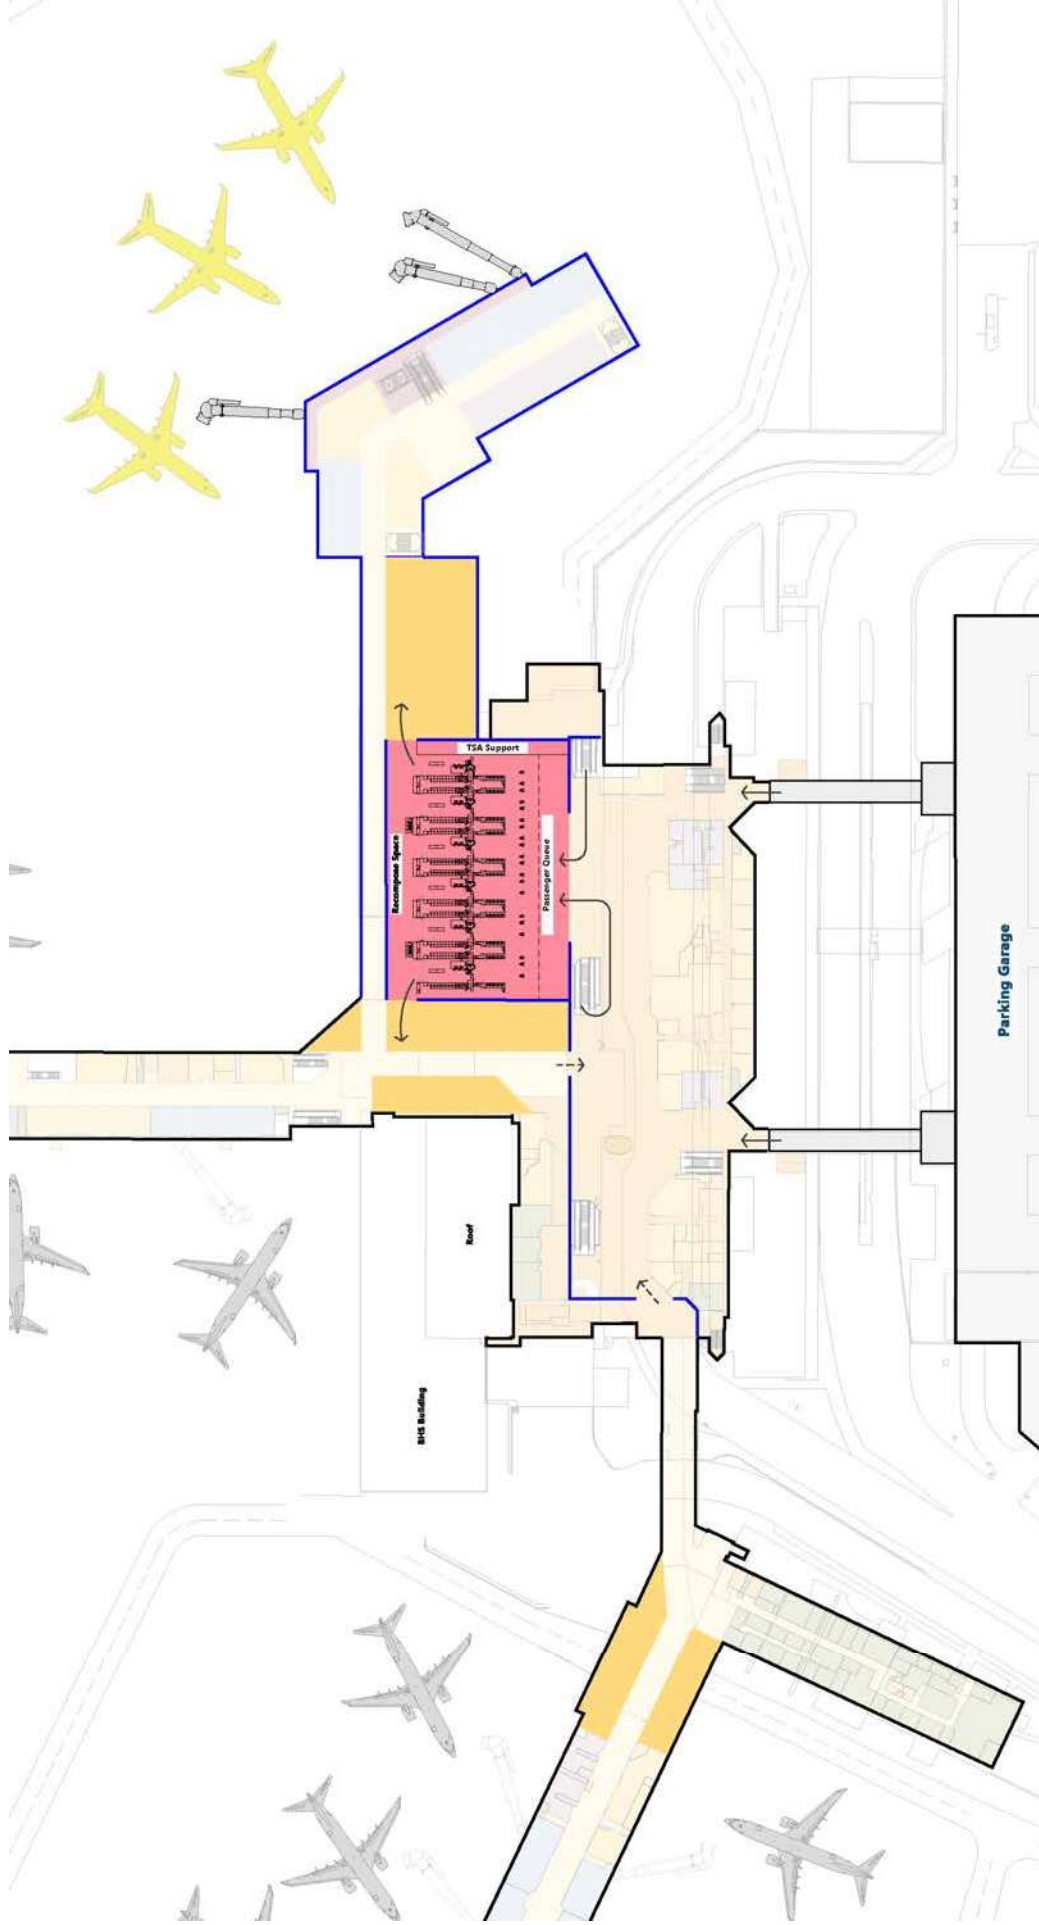 TSA Support
Recompose Space
Passenger Queue
Parking Garage
Roof
BHS Building